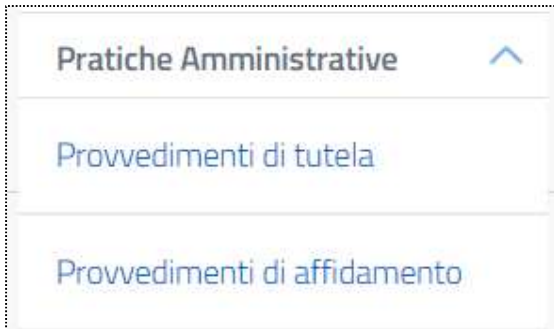 Pratiche Amministrative
Provvedimenti di tutela
Provvedimenti di affidamento